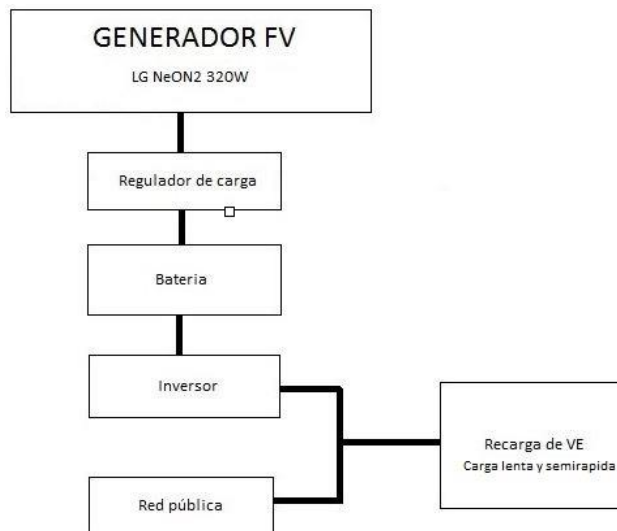 GENERADOR FV
LG NeON2 320W
Regulador de carga
Bateria
Inversor
Recarga de VE
Carga lenta y semirapida
Red pública